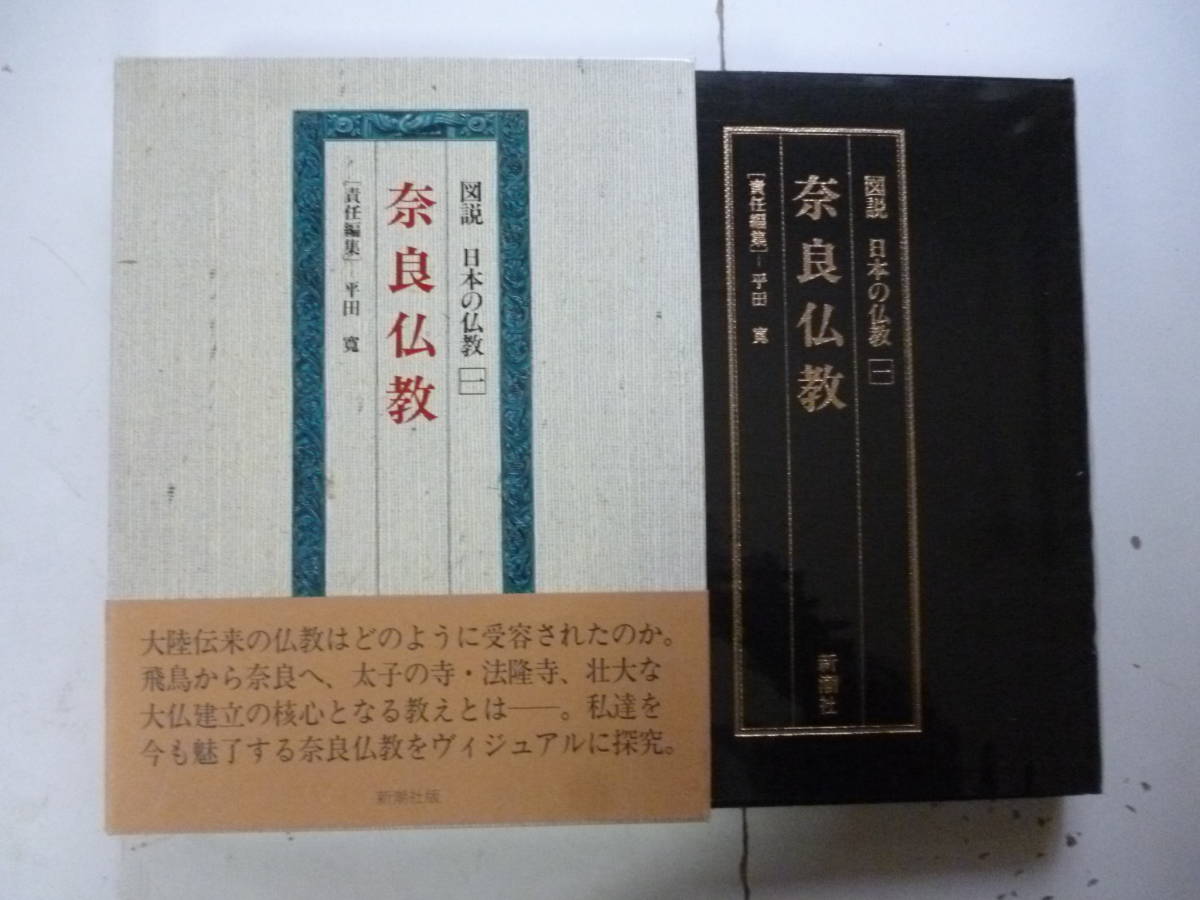 図説 日本の仏教 一
奈良仏教
[責任編集]―平田 寛
大陸伝来の仏教はどのように受容されたのか。
飛鳥から奈良へ、太子の寺・法隆寺、壮大な
大仏建立の核心となる教えとは――。私達を
今も魅了する奈良仏教をヴィジュアルに探究。
新潮社版
図説 日本の仏教 一
奈良仏教
[責任編集]―平田 寛
新潮社